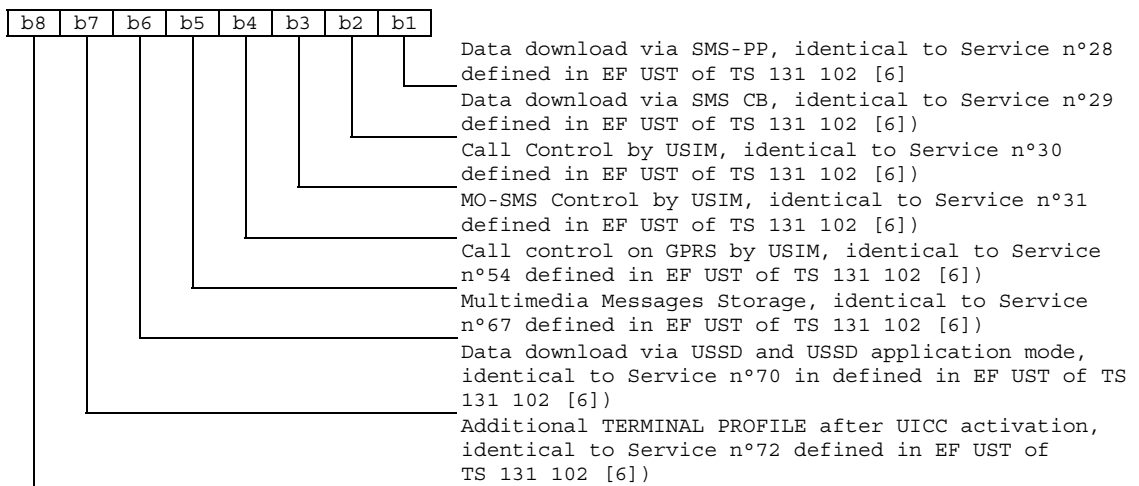 b8 b7 b6 b5 b4 b3 b2 b1
Data download via SMS-PP, identical to Service n°28
defined in EF UST of TS 131 102 [6]
Data download via SMS CB, identical to Service n°29
defined in EF UST of TS 131 102 [6])
Call Control by USIM, identical to Service n°30
defined in EF UST of TS 131 102 [6])
MO-SMS Control by USIM, identical to Service n°31
defined in EF UST of TS 131 102 [6])
Call control on GPRS by USIM, identical to Service
n°54 defined in EF UST of TS 131 102 [6])
Multimedia Messages Storage, identical to Service
n°67 defined in EF UST of TS 131 102 [6])
Data download via USSD and USSD application mode,
identical to Service n°70 in defined in EF UST of TS
131 102 [6])
Additional TERMINAL PROFILE after UICC activation,
identical to Service n°72 defined in EF UST of
TS 131 102 [6])